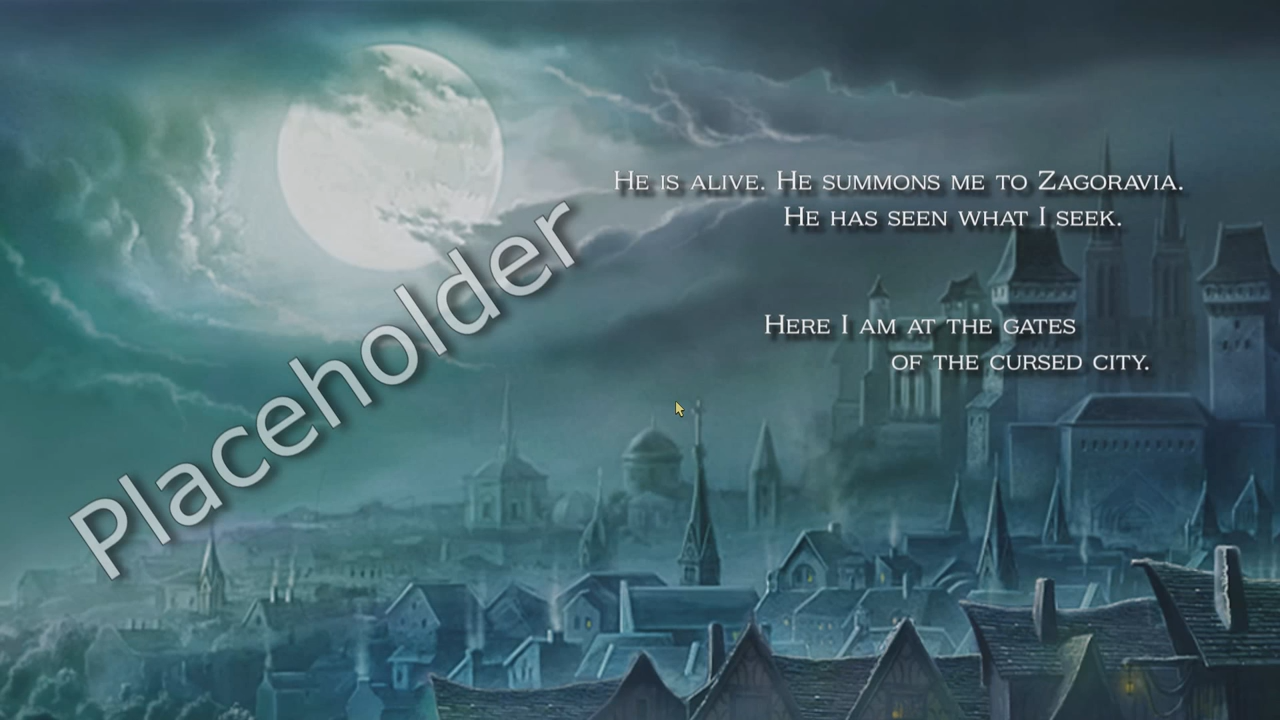 He is alive. He summons me to Zagoravia.
He has seen what I seek.
Here I am at the gates
of the cursed city.
Placeholder